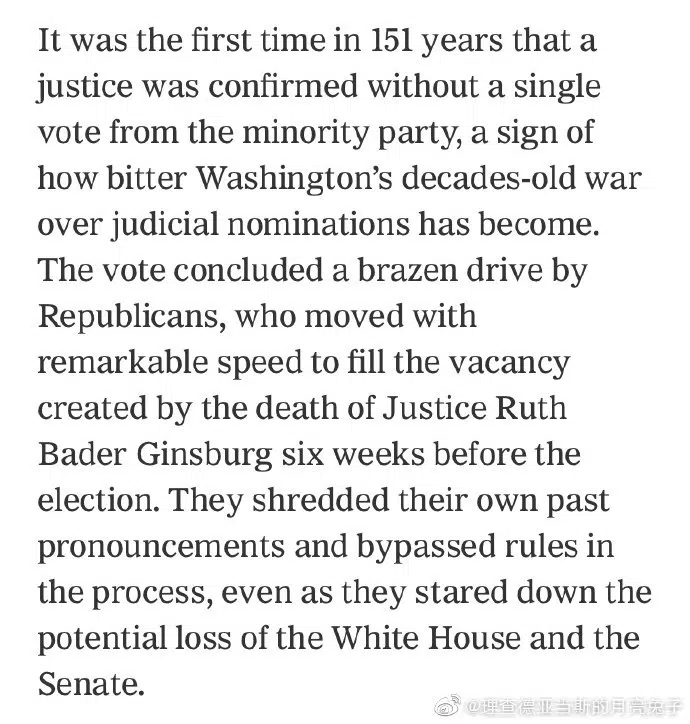 It was the first time in 151 years that a
justice was confirmed without a single
vote from the minority party, a sign of
how bitter Washington’s decades-old war
over judicial nominations has become.
The vote concluded a brazen drive by
Republicans, who moved with
remarkable speed to fill the vacancy
created by the death of Justice Ruth
Bader Ginsburg six weeks before the
election. They shredded their own past
pronouncements and bypassed rules in
the process, even as they stared down the
potential loss of the White House and the
Senate.
@理查德亚当斯的月亮兔子